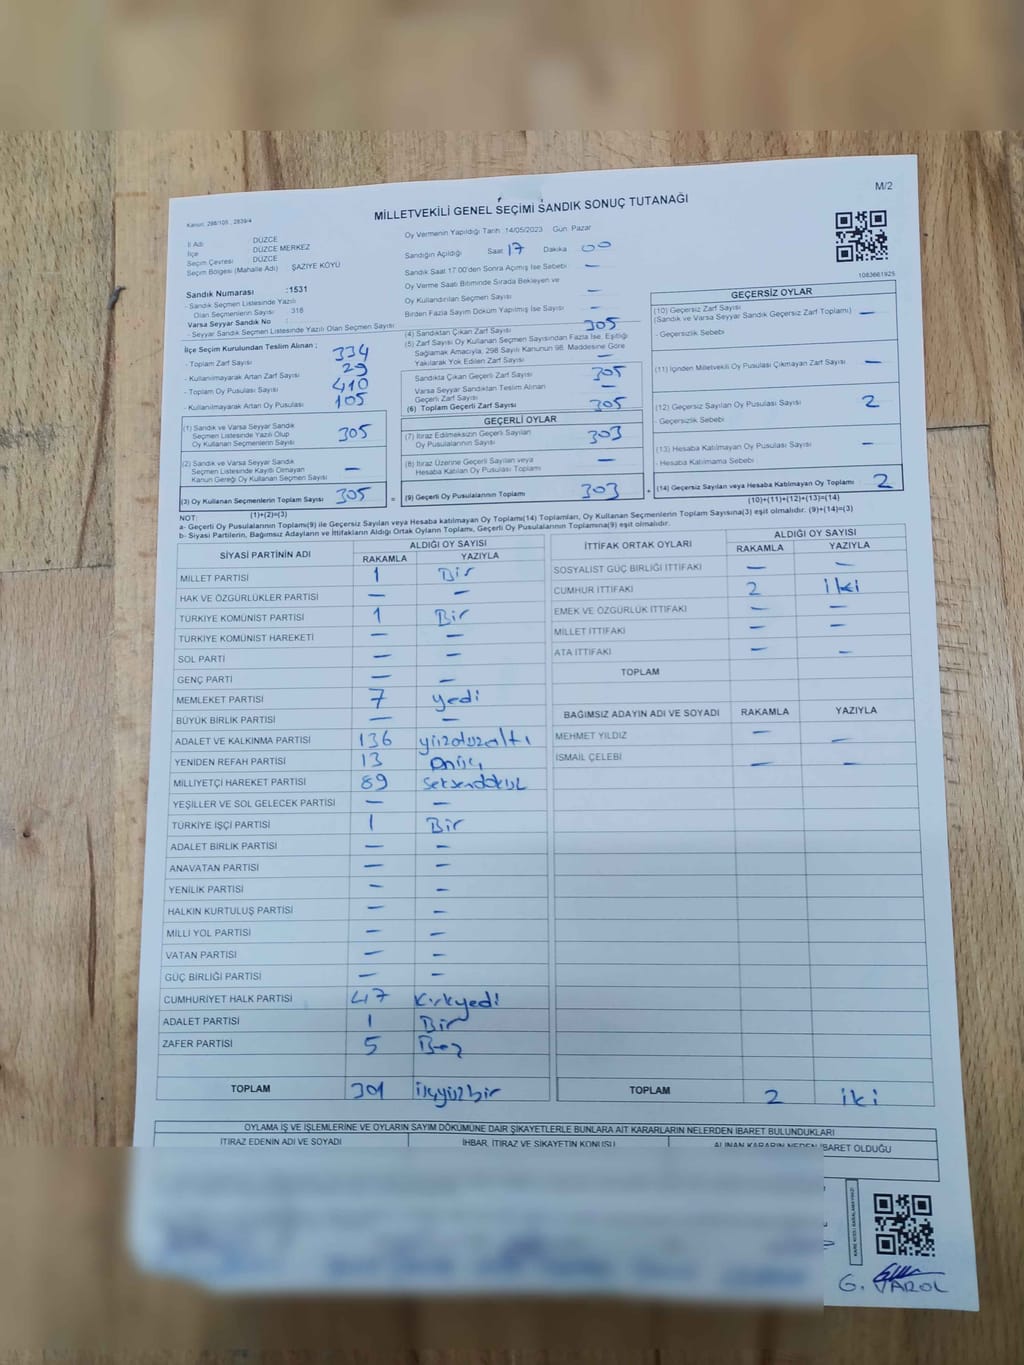 M/2
Kanun: 298/105 , 2839/4
MİLLETVEKİLİ GENEL SEÇİMİ SANDIK SONUÇ TUTANAĞI
İl Adı DÜZCE
İlçe DÜZCE MERKEZ
Seçim Çevresi : DÜZCE
Seçim Bölgesi (Mahalle Adı) : ŞAZİYE KÖYÜ
Sandık Numarası :1531
- Sandık Seçmen Listesinde Yazılı
Olan Seçmenlerin Sayısı: 318
Varsa Seyyar Sandık No :
- Seyyar Sandık Seçmen Listesinde Yazılı Olan Seçmen Sayısı
Oy Vermenin Yapıldığı Tarih :14/05/2023 Gün: Pazar
Sandığın Açıldığı Saat 17 Dakika 00
Sandık Saat 17:00'den Sonra Açılmış İse Sebebi —
Oy Verme Saati Bitiminde Sırada Bekleyen ve
Oy Kullandırılan Seçmen Sayısı —
Birden Fazla Sayım Döküm Yapılmış İse Sayısı —
1083661925
İlçe Seçim Kurulundan Teslim Alınan ;
- Toplam Zarf Sayısı 334
- Kullanılmayarak Artan Zarf Sayısı 29
- Toplam Oy Pusulası Sayısı 410
- Kullanılmayarak Artan Oy Pusulası 105
(4) Sandıktan Çıkan Zarf Sayısı 305
(5) Zarf Sayısı Oy Kullanan Seçmen Sayısından Fazla İse, Eşitliği
Sağlamak Amacıyla, 298 Sayılı Kanunun 98. Maddesine Göre
Yakılarak Yok Edilen Zarf Sayısı —
Sandıkta Çıkan Geçerli Zarf Sayısı 305
Varsa Seyyar Sandıktan Teslim Alınan
Geçerli Zarf Sayısı —
(6) Toplam Geçerli Zarf Sayısı 305
GEÇERSİZ OYLAR
(10) Geçersiz Zarf Sayısı
(Sandık ve Varsa Seyyar Sandık Geçersiz Zarf Toplamı) —
- Geçersizlik Sebebi
(11) İçinden Milletvekili Oy Pusulası Çıkmayan Zarf Sayısı —
(12) Geçersiz Sayılan Oy Pusulası Sayısı 2
- Geçersizlik Sebebi
(13) Hesaba Katılmayan Oy Pusulası Sayısı —
- Hesaba Katılmama Sebebi
(14) Geçersiz Sayılan veya Hesaba Katılmayan Oy Toplamı 2
(10)+(11)+(12)+(13)=(14)
(1) Sandık ve Varsa Seyyar Sandık
Seçmen Listesinde Yazılı Olup
Oy Kullanan Seçmenlerin Sayısı 305
(2) Sandık ve Varsa Seyyar Sandık
Seçmen Listesinde Kayıtlı Olmayan
Kanun Gereği Oy Kullanan Seçmen Sayısı —
(3) Oy Kullanan Seçmenlerin Toplam Sayısı 305 =
(1)+(2)=(3)
GEÇERLİ OYLAR
(7) İtiraz Edilmeksizin Geçerli Sayılan
Oy Pusulalarının Sayısı 303
(8) İtiraz Üzerine Geçerli Sayılan veya
Hesaba Katılan Oy Pusulası Toplamı —
(9) Geçerli Oy Pusulalarının Toplamı 303 +
NOT:
a- Geçerli Oy Pusulalarının Toplamı(9) ile Geçersiz Sayılan veya Hesaba katılmayan Oy Toplamı(14) Toplamları, Oy Kullanan Seçmenlerin Toplam Sayısına(3) eşit olmalıdır. (9)+(14)=(3)
b- Siyasi Partilerin, Bağımsız Adayların ve İttifakların Aldığı Ortak Oyların Toplamı, Geçerli Oy Pusulalarının Toplamına(9) eşit olmalıdır.
SİYASİ PARTİNİN ADI ALDIĞI OY SAYISI
RAKAMLA YAZIYLA
MİLLET PARTİSİ 1 Bir
HAK VE ÖZGÜRLÜKLER PARTİSİ — —
TÜRKİYE KOMÜNİST PARTİSİ 1 Bir
TÜRKİYE KOMÜNİST HAREKETİ — —
SOL PARTİ — —
GENÇ PARTİ — —
MEMLEKET PARTİSİ 7 yedi
BÜYÜK BİRLİK PARTİSİ — —
ADALET VE KALKINMA PARTİSİ 136 yüzotuzaltı
YENİDEN REFAH PARTİSİ 13 Onüç
MİLLİYETÇİ HAREKET PARTİSİ 89 Seksendokuz
YEŞİLLER VE SOL GELECEK PARTİSİ — —
TÜRKİYE İŞÇİ PARTİSİ 1 Bir
ADALET BİRLİK PARTİSİ — —
ANAVATAN PARTİSİ — —
YENİLİK PARTİSİ — —
HALKIN KURTULUŞ PARTİSİ — —
MİLLİ YOL PARTİSİ — —
VATAN PARTİSİ — —
GÜÇ BİRLİĞİ PARTİSİ — —
CUMHURİYET HALK PARTİSİ 47 Kırkyedi
ADALET PARTİSİ 1 Bir
ZAFER PARTİSİ 5 Beş
TOPLAM 301 üçyüzbir
İTTİFAK ORTAK OYLARI ALDIĞI OY SAYISI
RAKAMLA YAZIYLA
SOSYALİST GÜÇ BİRLİĞİ İTTİFAKI — —
CUMHUR İTTİFAKI 2 iki
EMEK VE ÖZGÜRLÜK İTTİFAKI — —
MİLLET İTTİFAKI — —
ATA İTTİFAKI — —
TOPLAM
BAĞIMSIZ ADAYIN ADI VE SOYADI RAKAMLA YAZIYLA
MEHMET YILDIZ — —
İSMAİL ÇELEBİ — —
TOPLAM 2 iki
OYLAMA İŞ VE İŞLEMLERİNE VE OYLARIN SAYIM DÖKÜMÜNE DAİR ŞİKAYETLERLE BUNLARA AİT KARARLARIN NELERDEN İBARET BULUNDUKLARI
İTİRAZ EDENİN ADI VE SOYADI İHBAR, İTİRAZ VE ŞİKAYETİN KONUSU ALINAN KARARIN NEDEN İBARET OLDUĞU
G. VAROL